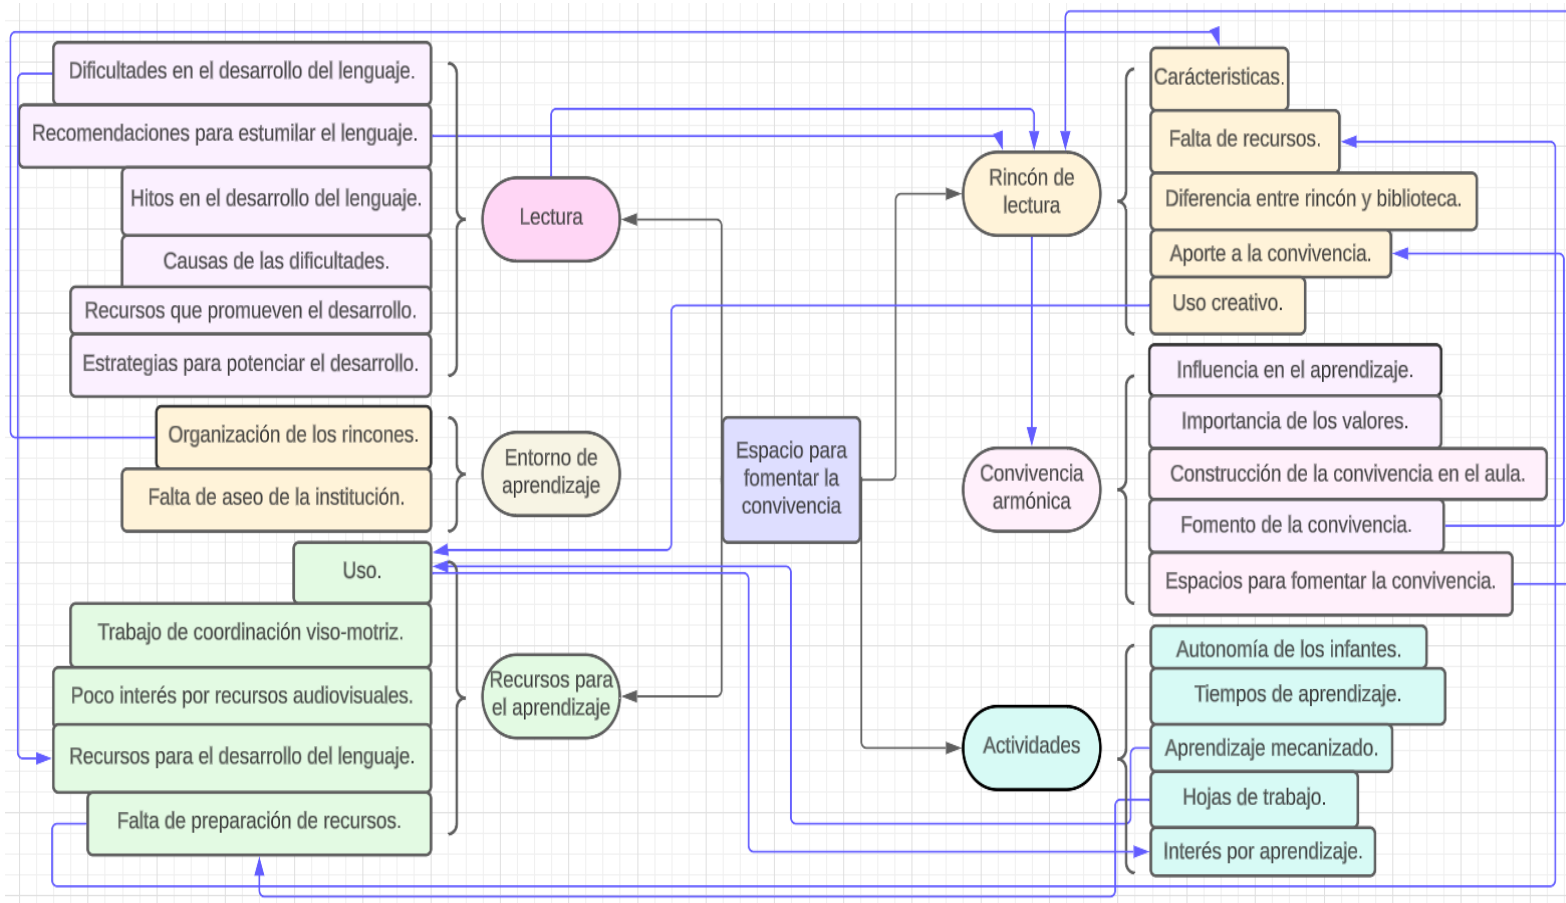 Dificultades en el desarrollo del lenguaje.
Recomendaciones para estumilar el lenguaje.
Hitos en el desarrollo del lenguaje.
Causas de las dificultades.
Recursos que promueven el desarrollo.
Estrategias para potenciar el desarrollo.
Lectura
Organización de los rincones.
Falta de aseo de la institución.
Entorno de
aprendizaje
Uso.
Trabajo de coordinación viso-motriz.
Poco interés por recursos audiovisuales.
Recursos para el desarrollo del lenguaje.
Falta de preparación de recursos.
Recursos para
el aprendizaje
Espacio para
fomentar la
convivencia
Rincón de
lectura
Carácteristicas.
Falta de recursos.
Diferencia entre rincón y biblioteca.
Aporte a la convivencia.
Uso creativo.
Convivencia
armónica
Influencia en el aprendizaje.
Importancia de los valores.
Construcción de la convivencia en el aula.
Fomento de la convivencia.
Espacios para fomentar la convivencia.
Actividades
Autonomía de los infantes.
Tiempos de aprendizaje.
Aprendizaje mecanizado.
Hojas de trabajo.
Interés por aprendizaje.